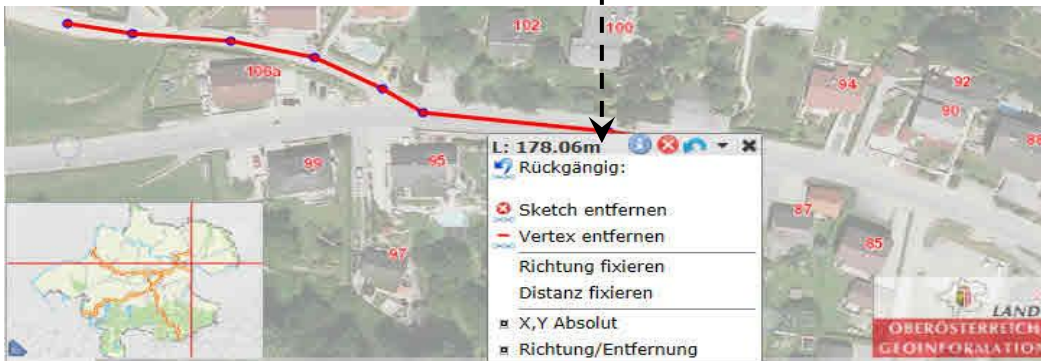 102
100
106a
94
92
90
88
99
95
L: 178.06m
Rückgängig:
Sketch entfernen
Vertex entfernen
Richtung fixieren
Distanz fixieren
X,Y Absolut
Richtung/Entfernung
97
87
85
LAND
OBERÖSTERREICH
GEOINFORMATION